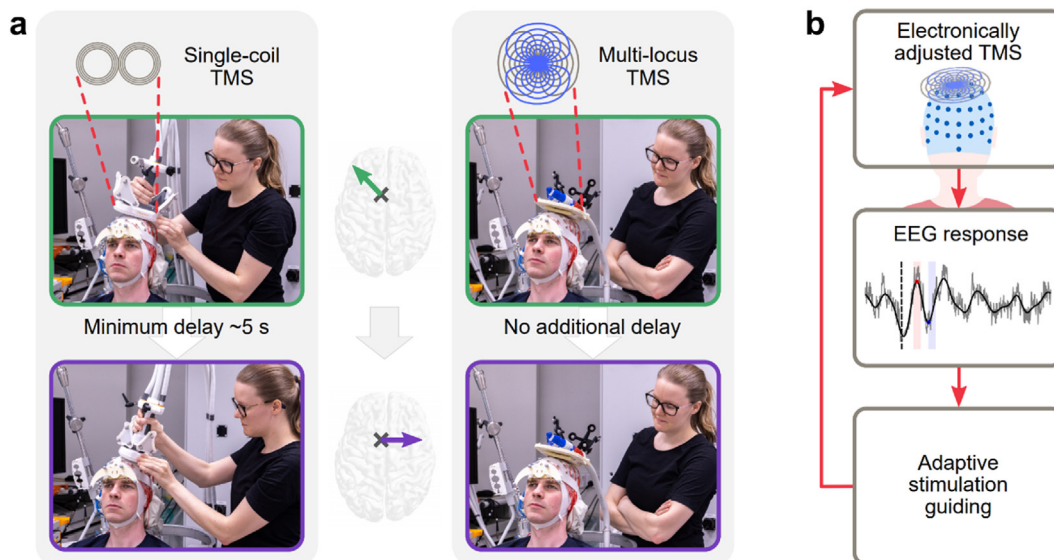 a
Single-coil
TMS
Multi-locus
TMS
Minimum delay ~5 s
No additional delay
b
Electronically
adjusted TMS
EEG response
Adaptive
stimulation
guiding